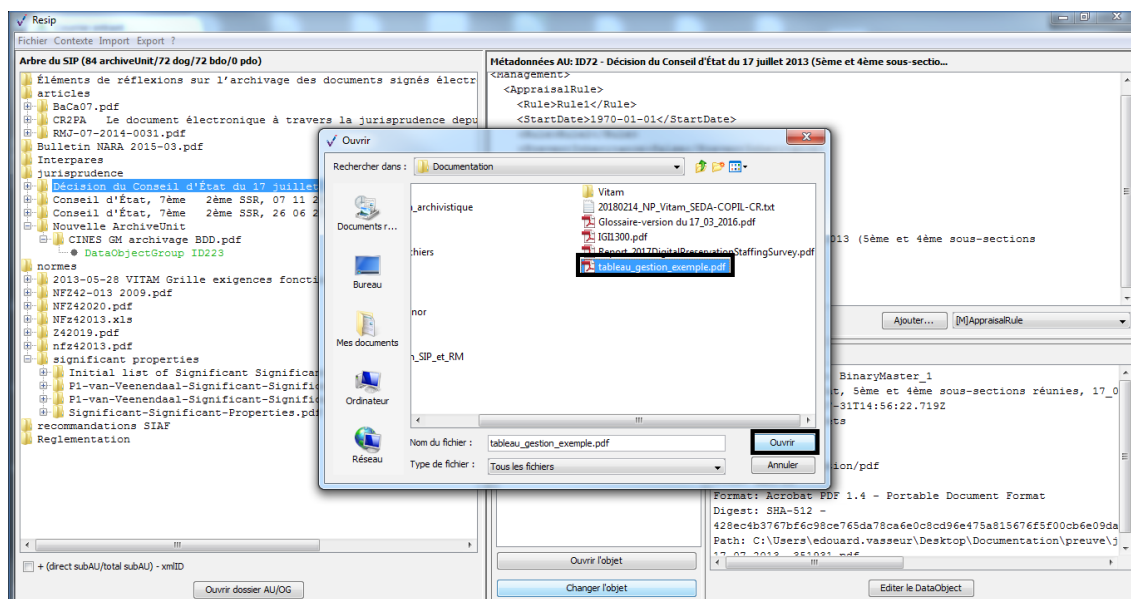 Resip
Fichier Contexte Import Export ?
Arbre du SIP (84 archiveUnit/72 dog/72 bdo/0 pdo)
Éléments de réflexions sur l'archivage des documents signés électr
articles
BaCa07.pdf
CR2PA Le document électronique à travers la jurisprudence depu
RMJ-07-2014-0031.pdf
Bulletin NARA 2015-03.pdf
Interpares
jurisprudence
Décision du Conseil d'État du 17 juillet
Conseil d'État, 7ème 2ème SSR, 07 11 2
Conseil d'État, 7ème 2ème SSR, 26 06 2
Nouvelle ArchiveUnit
CINES GM archivage BDD.pdf
DataObjectGroup ID223
normes
2013-05-28 VITAM Grille exigences foncti
NFZ42-013 2009.pdf
NFZ42020.pdf
NFz42013.xls
Z42019.pdf
nfz42013.pdf
significant properties
Initial list of Significant Significan
P1-van-Veenendaal-Significant-Signific
P1-van-Veenendaal-Significant-Signific
Significant-Significant-Properties.pdf
recommandations SIAF
Reglementation
+ (direct subAU/total subAU) - xmlID
Ouvrir dossier AU/OG
Métadonnées AU: ID72 - Décision du Conseil d'État du 17 juillet 2013 (5ème et 4ème sous-sectio...
<Management>
<AppraisalRule>
<Rule>Rule1</Rule>
<StartDate>1970-01-01</StartDate>
013 (5ème et 4ème sous-sections
Ajouter...
[M]AppraisalRule
Ouvrir
Rechercher dans :
Documentation
Documents r...
Bureau
Mes documents
Ordinateur
Réseau
_archivistique
hiers
nor
_SIP_et_RM
Vitam
20180214_NP_Vitam_SEDA-COPIL-CR.txt
Glossaire-version du 17_03_2016.pdf
IGI1300.pdf
Report_2017DigitalPreservationStaffingSurvey.pdf
tableau_gestion_exemple.pdf
Nom du fichier :
tableau_gestion_exemple.pdf
Ouvrir
Type de fichier :
Tous les fichiers
Annuler
BinaryMaster_1
t, 5ème et 4ème sous-sections réunies, 17_0
-31T14:56:22.719Z
ts
ion/pdf
Format: Acrobat PDF 1.4 - Portable Document Format
Digest: SHA-512 -
428ec4b3767bf6c98ce765da78ca6e0c8cd96e475a815676f5f00cb6e09da
Path: C:\Users\edouard.vasseur\Desktop\Documentation\preuve\j
17_07_2013, 351931.pdf
Ouvrir l'objet
Changer l'objet
Editer le DataObject